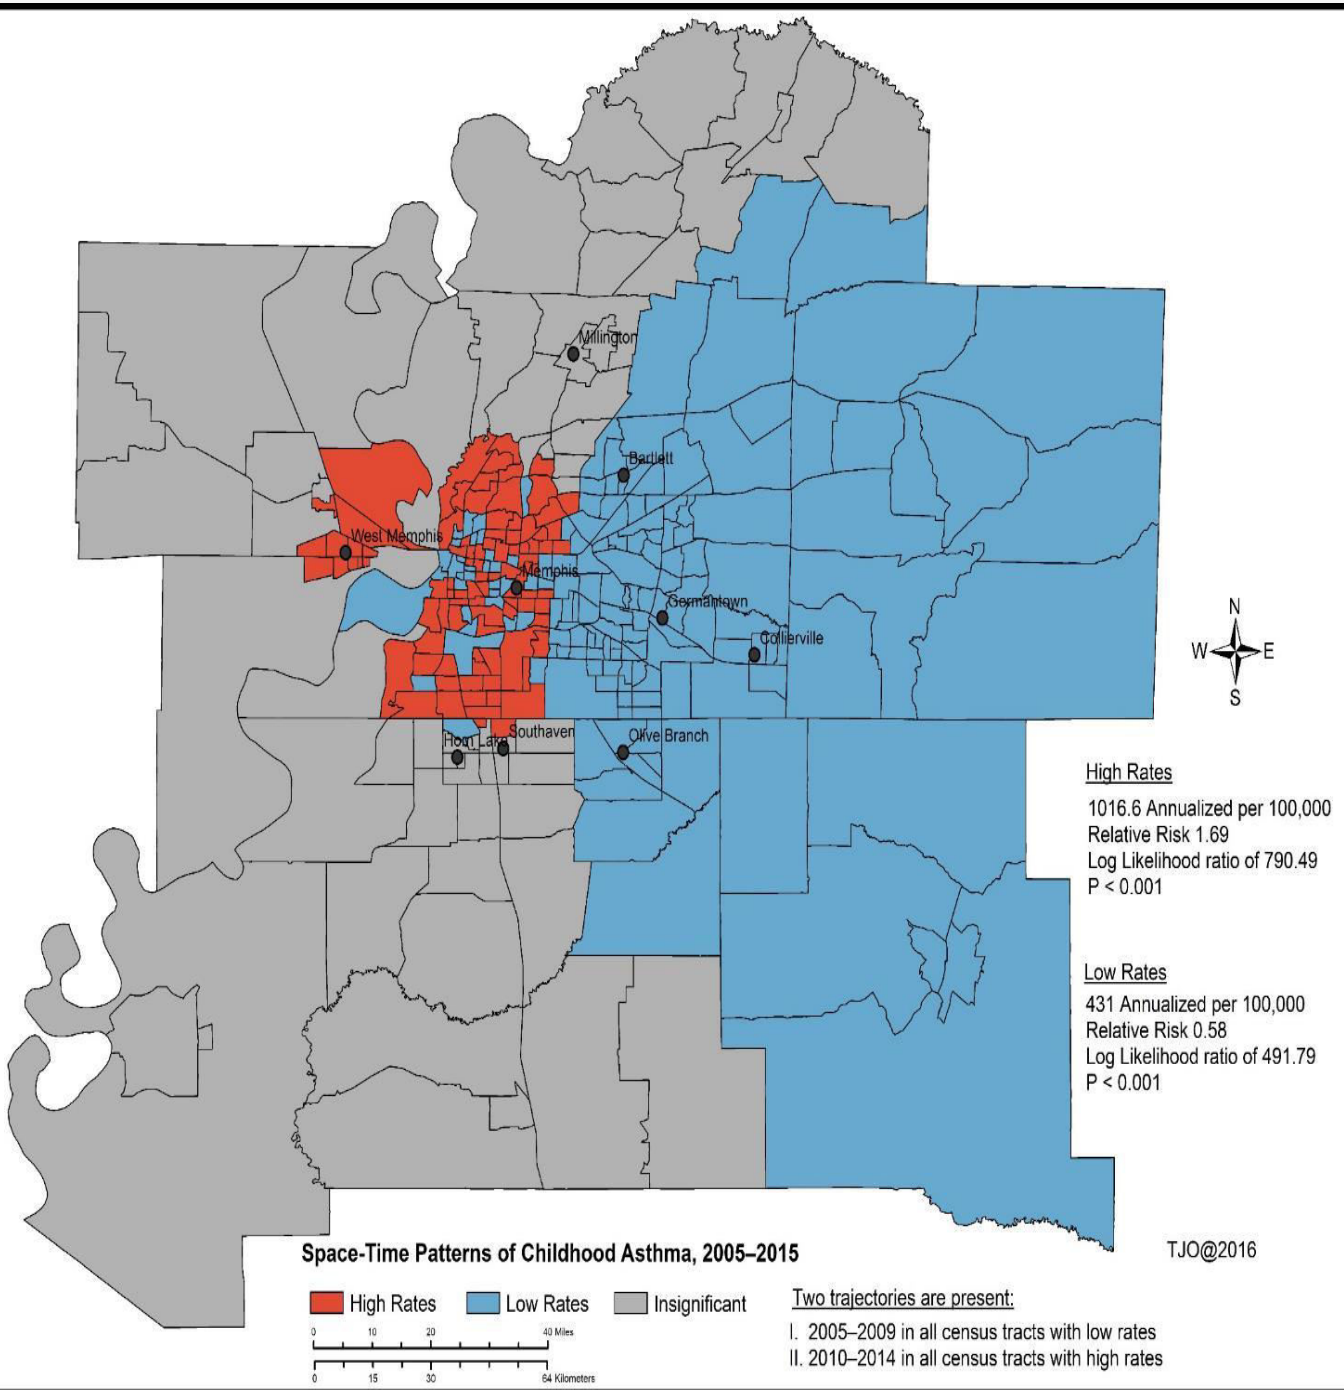 Millington
Bartlett
West Memphis
Memphis
Germantown
Collierville
N
W E
S
Southaven
Horn Lake
Olive Branch
High Rates
1016.6 Annualized per 100,000
Relative Risk 1.69
Log Likelihood ratio of 790.49
P < 0.001
Low Rates
431 Annualized per 100,000
Relative Risk 0.58
Log Likelihood ratio of 491.79
P < 0.001
TJO@2016
Space-Time Patterns of Childhood Asthma, 2005–2015
High Rates Low Rates Insignificant
0 10 20 40 Miles
0 15 30 64 Kilometers
Two trajectories are present:
I. 2005–2009 in all census tracts with low rates
II. 2010–2014 in all census tracts with high rates